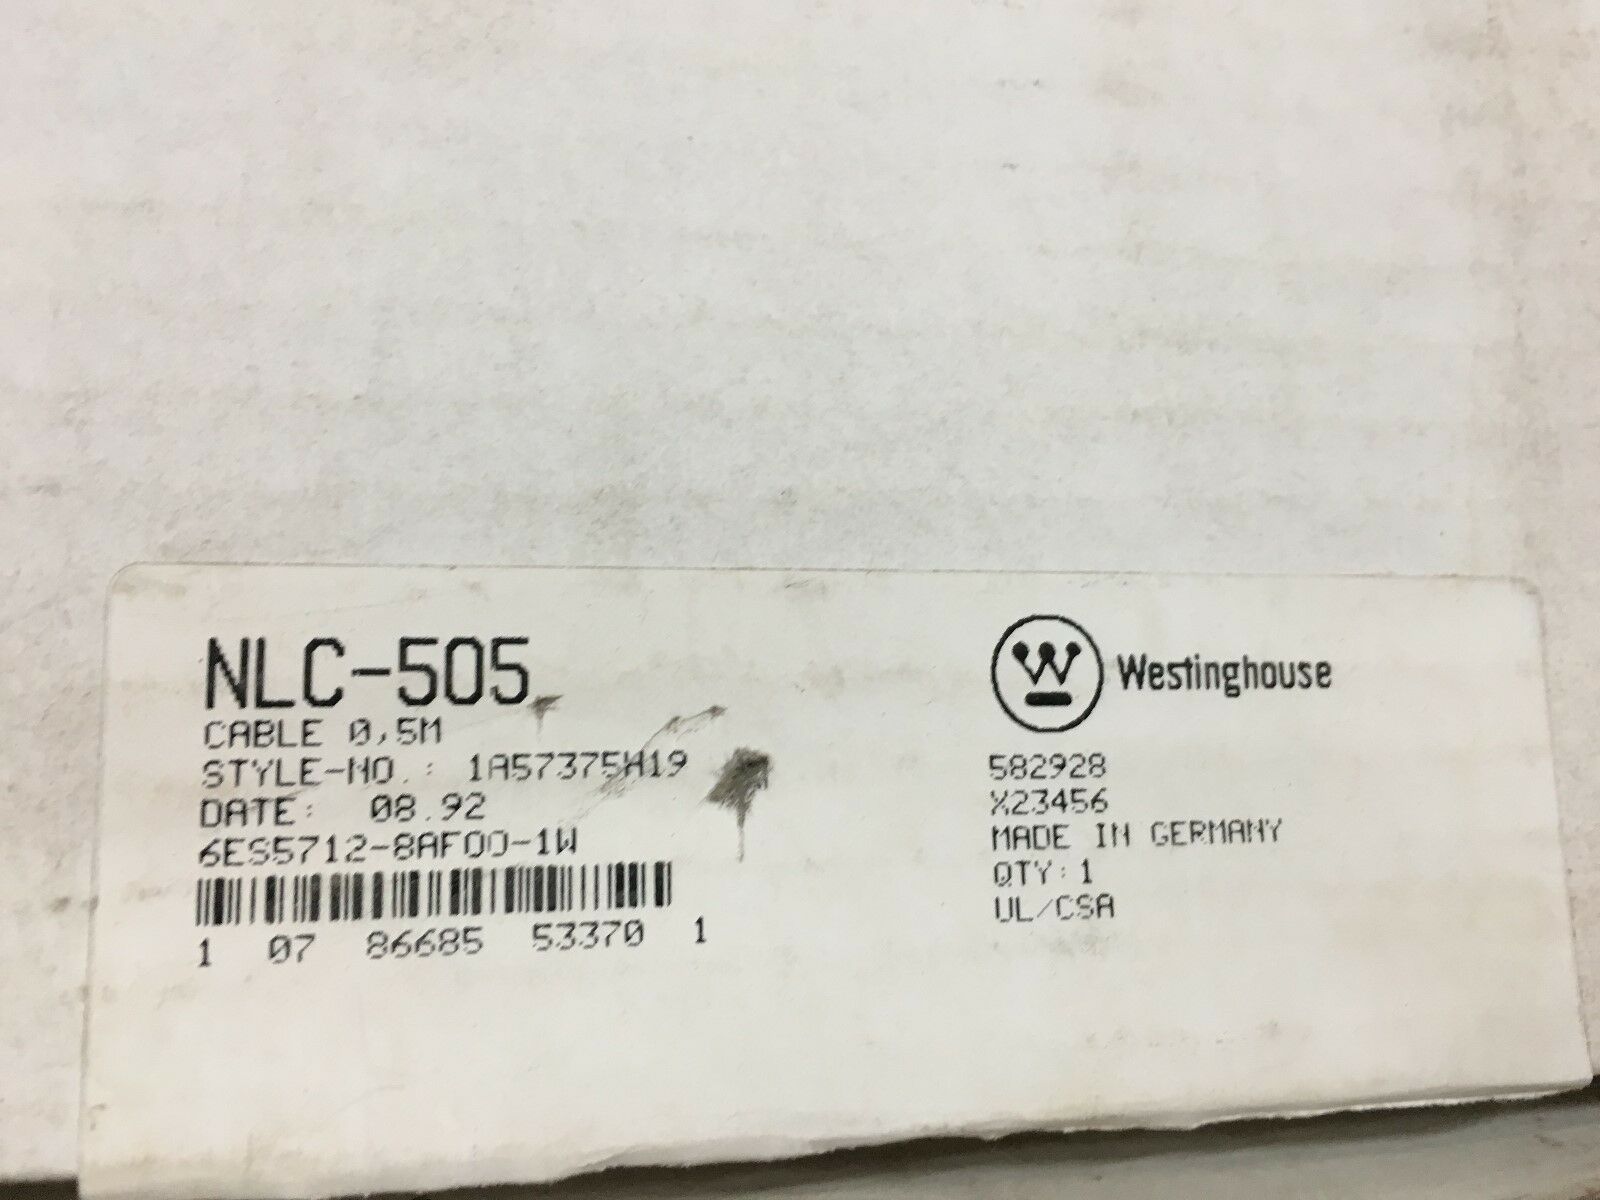 NLC-505
CABLE 0,5M
STYLE-NO.: 1A57375H19
DATE: 08.92
6ES5712-8AF00-1W
1 07 86685 53370 1
W Westinghouse
582928
X23456
MADE IN GERMANY
QTY: 1
UL/CSA